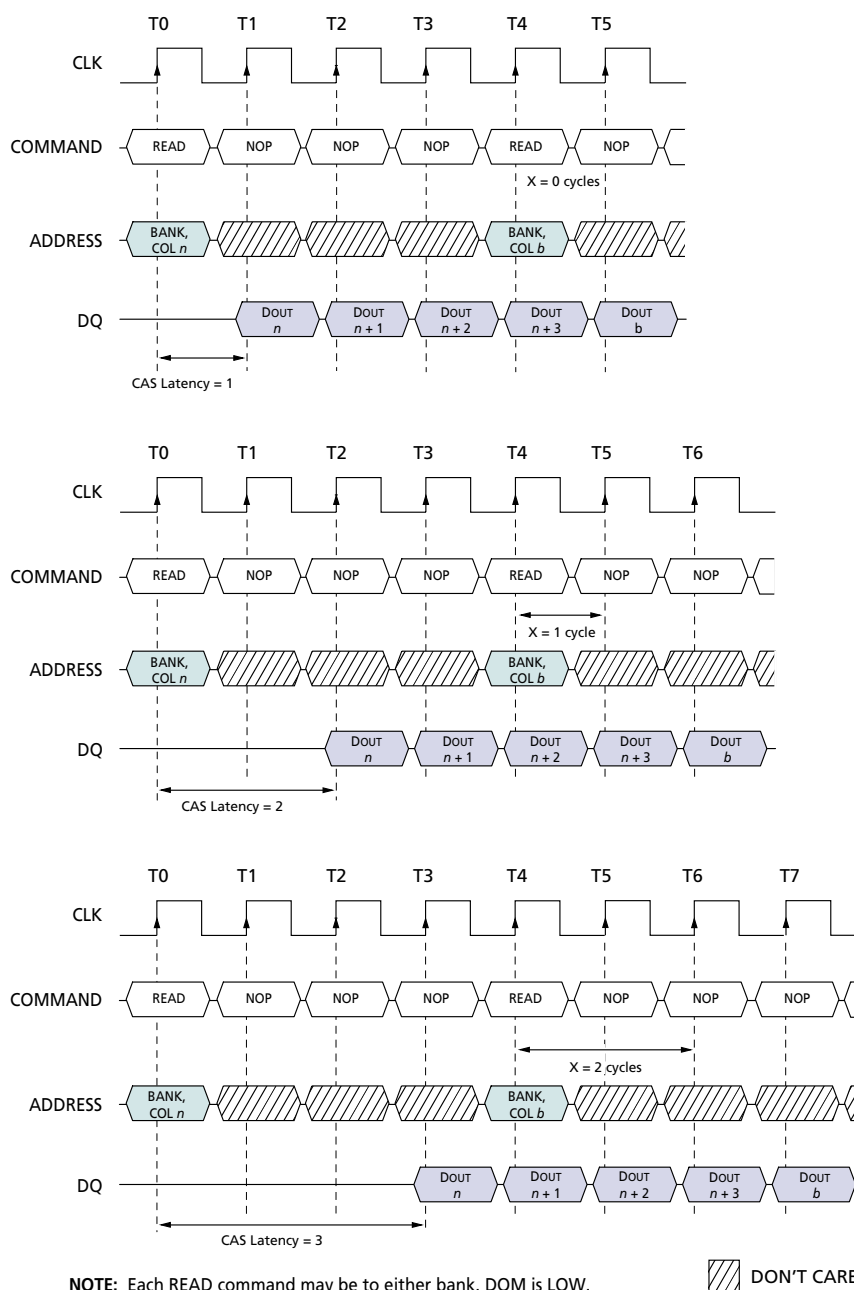 T0 T1 T2 T3 T4 T5
CLK
COMMAND READ NOP NOP NOP READ NOP
X = 0 cycles
ADDRESS BANK, COL n BANK, COL b
DQ DOUT n DOUT n + 1 DOUT n + 2 DOUT n + 3 DOUT b
CAS Latency = 1
T0 T1 T2 T3 T4 T5 T6
CLK
COMMAND READ NOP NOP NOP READ NOP NOP
X = 1 cycle
ADDRESS BANK, COL n BANK, COL b
DQ DOUT n DOUT n + 1 DOUT n + 2 DOUT n + 3 DOUT b
CAS Latency = 2
T0 T1 T2 T3 T4 T5 T6 T7
CLK
COMMAND READ NOP NOP NOP READ NOP NOP NOP
X = 2 cycles
ADDRESS BANK, COL n BANK, COL b
DQ DOUT n DOUT n + 1 DOUT n + 2 DOUT n + 3 DOUT b
CAS Latency = 3
NOTE: Each READ command may be to either bank. DQM is LOW.
DON'T CARE